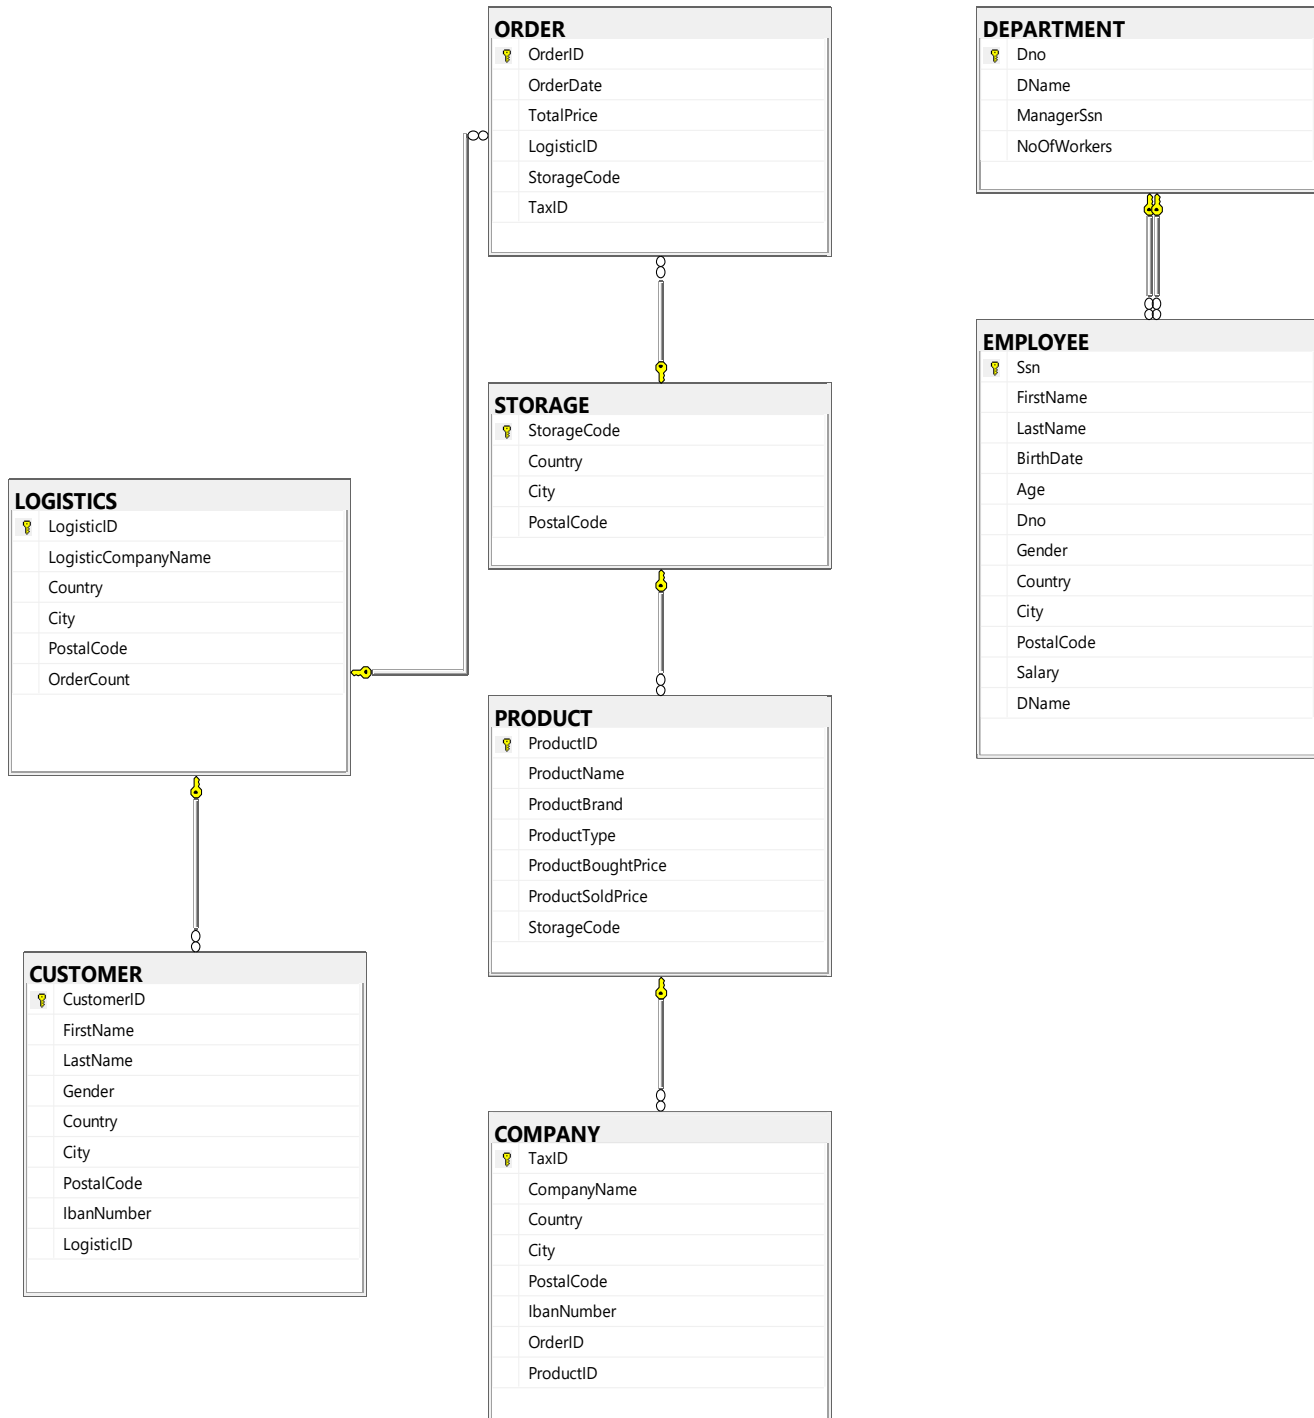 ORDER
OrderID
OrderDate
TotalPrice
LogisticID
StorageCode
TaxID
DEPARTMENT
Dno
DName
ManagerSsn
NoOfWorkers
EMPLOYEE
Ssn
FirstName
LastName
BirthDate
Age
Dno
Gender
Country
City
PostalCode
Salary
DName
STORAGE
StorageCode
Country
City
PostalCode
LOGISTICS
LogisticID
LogisticCompanyName
Country
City
PostalCode
OrderCount
PRODUCT
ProductID
ProductName
ProductBrand
ProductType
ProductBoughtPrice
ProductSoldPrice
StorageCode
CUSTOMER
CustomerID
FirstName
LastName
Gender
Country
City
PostalCode
IbanNumber
LogisticID
COMPANY
TaxID
CompanyName
Country
City
PostalCode
IbanNumber
OrderID
ProductID